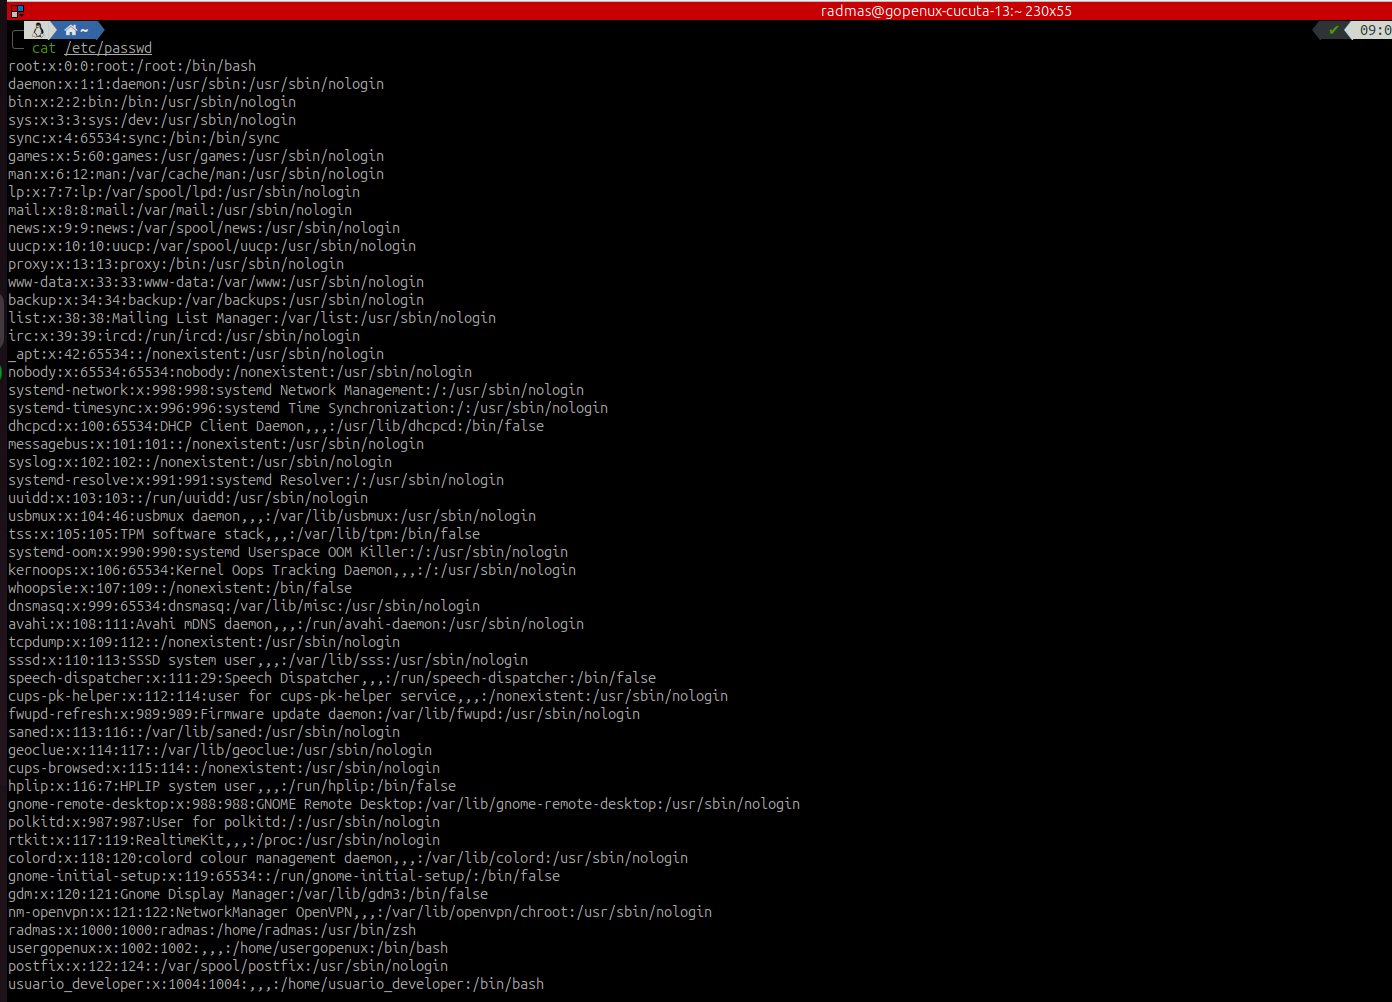 radmas@gopenux-cucuta-13:~ 230x55
~ ✔ 09:0
cat /etc/passwd
root:x:0:0:root:/root:/bin/bash
daemon:x:1:1:daemon:/usr/sbin:/usr/sbin/nologin
bin:x:2:2:bin:/bin:/usr/sbin/nologin
sys:x:3:3:sys:/dev:/usr/sbin/nologin
sync:x:4:65534:sync:/bin:/bin/sync
games:x:5:60:games:/usr/games:/usr/sbin/nologin
man:x:6:12:man:/var/cache/man:/usr/sbin/nologin
lp:x:7:7:lp:/var/spool/lpd:/usr/sbin/nologin
mail:x:8:8:mail:/var/mail:/usr/sbin/nologin
news:x:9:9:news:/var/spool/news:/usr/sbin/nologin
uucp:x:10:10:uucp:/var/spool/uucp:/usr/sbin/nologin
proxy:x:13:13:proxy:/bin:/usr/sbin/nologin
www-data:x:33:33:www-data:/var/www:/usr/sbin/nologin
backup:x:34:34:backup:/var/backups:/usr/sbin/nologin
list:x:38:38:Mailing List Manager:/var/list:/usr/sbin/nologin
irc:x:39:39:ircd:/run/ircd:/usr/sbin/nologin
_apt:x:42:65534::/nonexistent:/usr/sbin/nologin
nobody:x:65534:65534:nobody:/nonexistent:/usr/sbin/nologin
systemd-network:x:998:998:systemd Network Management:/:/usr/sbin/nologin
systemd-timesync:x:996:996:systemd Time Synchronization:/:/usr/sbin/nologin
dhcpcd:x:100:65534:DHCP Client Daemon,,,:/usr/lib/dhcpcd:/bin/false
messagebus:x:101:101::/nonexistent:/usr/sbin/nologin
syslog:x:102:102::/nonexistent:/usr/sbin/nologin
systemd-resolve:x:991:991:systemd Resolver:/:/usr/sbin/nologin
uuidd:x:103:103::/run/uuidd:/usr/sbin/nologin
usbmux:x:104:46:usbmux daemon,,,:/var/lib/usbmux:/usr/sbin/nologin
tss:x:105:105:TPM software stack,,,:/var/lib/tpm:/bin/false
systemd-oom:x:990:990:systemd Userspace OOM Killer:/:/usr/sbin/nologin
kernoops:x:106:65534:Kernel Oops Tracking Daemon,,,:/:/usr/sbin/nologin
whoopsie:x:107:109::/nonexistent:/bin/false
dnsmasq:x:999:65534:dnsmasq:/var/lib/misc:/usr/sbin/nologin
avahi:x:108:111:Avahi mDNS daemon,,,:/run/avahi-daemon:/usr/sbin/nologin
tcpdump:x:109:112::/nonexistent:/usr/sbin/nologin
sssd:x:110:113:SSSD system user,,,:/var/lib/sss:/usr/sbin/nologin
speech-dispatcher:x:111:29:Speech Dispatcher,,,:/run/speech-dispatcher:/bin/false
cups-pk-helper:x:112:114:user for cups-pk-helper service,,,:/nonexistent:/usr/sbin/nologin
fwupd-refresh:x:989:989:Firmware update daemon:/var/lib/fwupd:/usr/sbin/nologin
saned:x:113:116::/var/lib/saned:/usr/sbin/nologin
geoclue:x:114:117::/var/lib/geoclue:/usr/sbin/nologin
cups-browsed:x:115:114::/nonexistent:/usr/sbin/nologin
hplip:x:116:7:HPLIP system user,,,:/run/hplip:/bin/false
gnome-remote-desktop:x:988:988:GNOME Remote Desktop:/var/lib/gnome-remote-desktop:/usr/sbin/nologin
polkitd:x:987:987:User for polkitd:/:/usr/sbin/nologin
rtkit:x:117:119:RealtimeKit,,,:/proc:/usr/sbin/nologin
colord:x:118:120:colord colour management daemon,,,:/var/lib/colord:/usr/sbin/nologin
gnome-initial-setup:x:119:65534::/run/gnome-initial-setup/:/bin/false
gdm:x:120:121:Gnome Display Manager:/var/lib/gdm3:/bin/false
nm-openvpn:x:121:122:NetworkManager OpenVPN,,,:/var/lib/openvpn/chroot:/usr/sbin/nologin
radmas:x:1000:1000:radmas:/home/radmas:/usr/bin/zsh
usergopenux:x:1002:1002:,,,:/home/usergopenux:/bin/bash
postfix:x:122:124::/var/spool/postfix:/usr/sbin/nologin
usuario_developer:x:1004:1004:,,,:/home/usuario_developer:/bin/bash